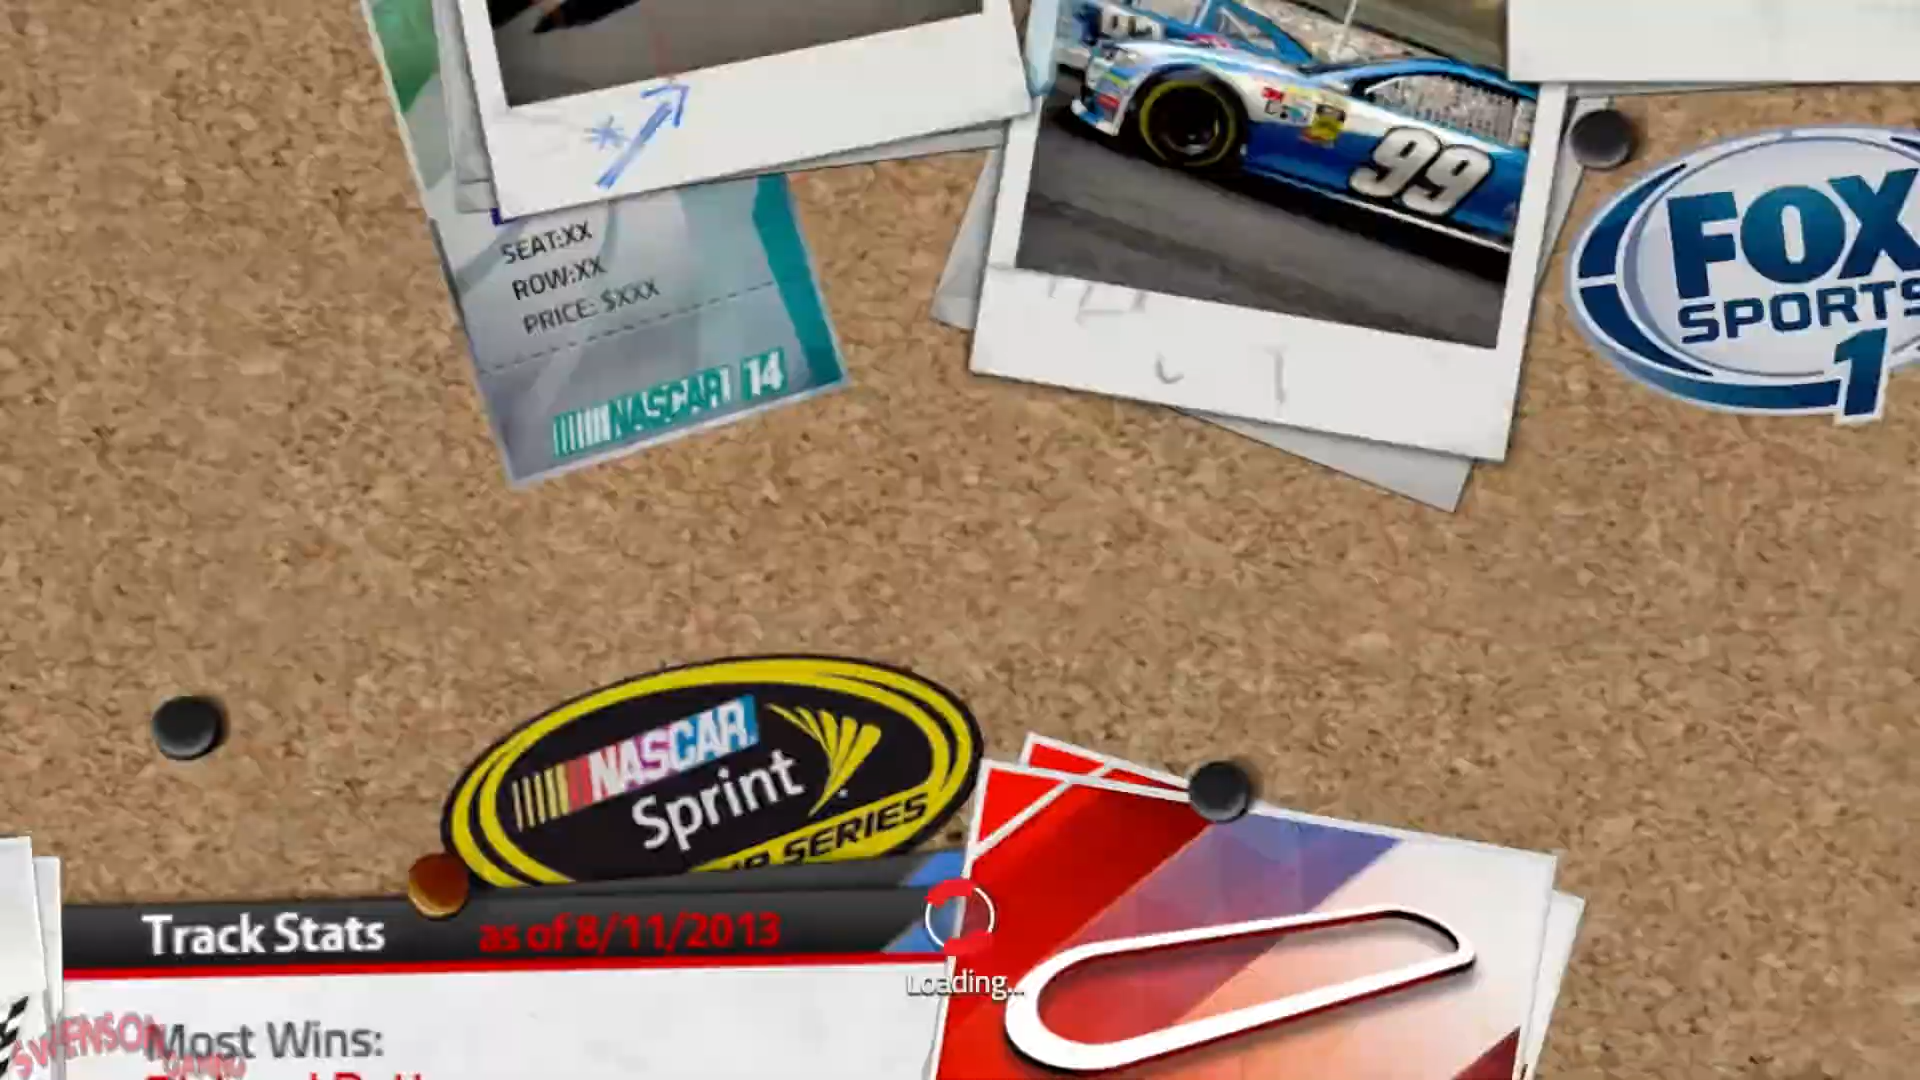 99
FOX
SPORTS
1
SEAT:XX
ROW:XX
PRICE: $XXX
NASCAR 14
NASCAR
Sprint
SERIES
Track Stats as of 8/11/2013
Loading...
Most Wins:
SWENSON